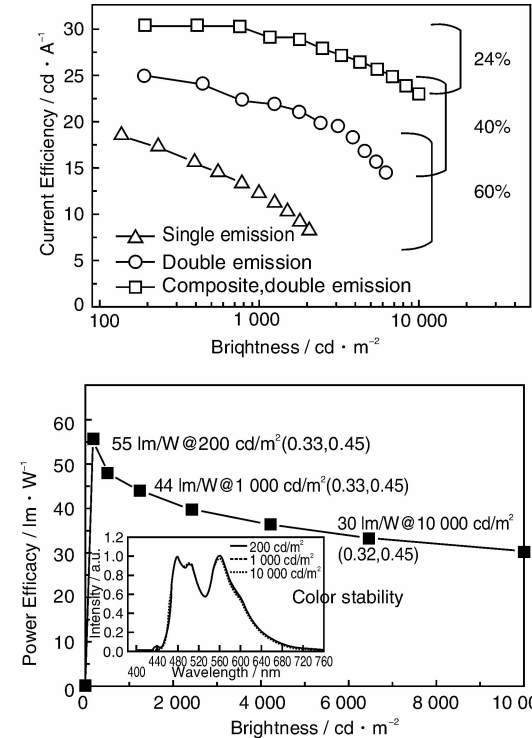 Current Efficiency / cd · A⁻¹
30
25
20
15
10
5
0
24%
40%
60%
Single emission
Double emission
Composite,double emission
100
1 000
10 000
Briqhtness / cd · m⁻²
Power Efficacy / lm · W⁻¹
60
50
40
30
20
10
0
55 lm/W@200 cd/m²(0.33,0.45)
44 lm/W@1 000 cd/m²(0.33,0.45)
30 lm/W@10 000 cd/m²
(0.32,0.45)
Intensity / a.u.
1.2
1.0
0.8
0.6
0.4
0.2
0.0
200 cd/m²
1 000 cd/m²
10 000 cd/m²
Color stability
440 480 520 560 600 640 680 720 760
400
Wavelength / nm
0
2 000
4 000
6 000
8 000
10 00
Brightness / cd · m⁻²